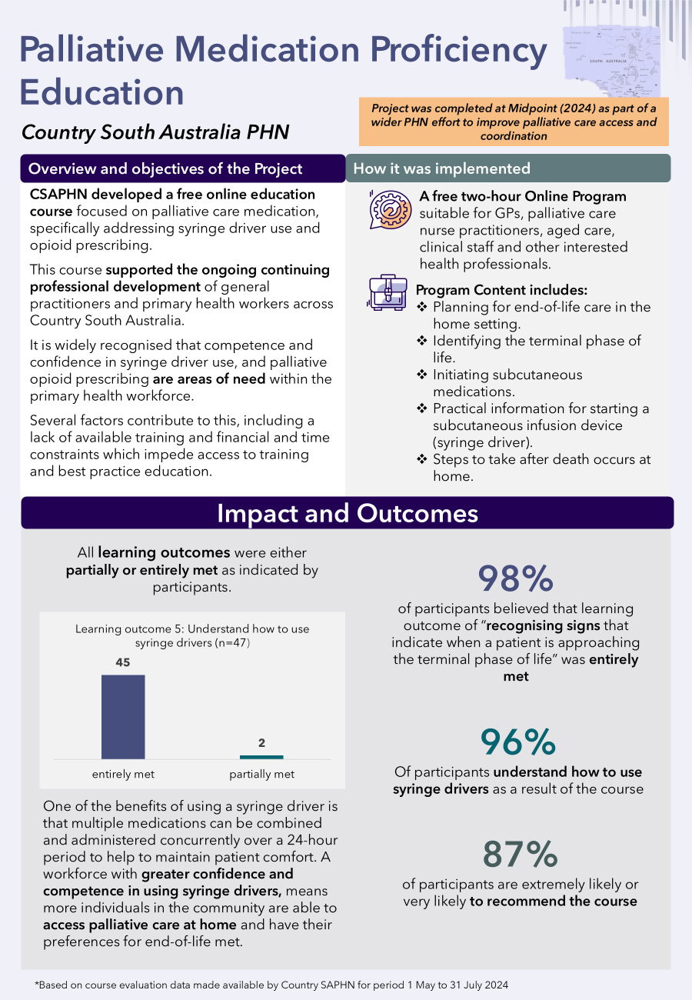 Palliative Medication Proficiency
Education
SOUTH AUSTRALIA
Project was completed at Midpoint (2024) as part of a
wider PHN effort to improve palliative care access and
coordination
Country South Australia PHN
Overview and objectives of the Project
CSAPHN developed a free online education
course focused on palliative care medication,
specifically addressing syringe driver use and
opioid prescribing.
This course supported the ongoing continuing
professional development of general
practitioners and primary health workers across
Country South Australia.
It is widely recognised that competence and
confidence in syringe driver use, and palliative
opioid prescribing are areas of need within the
primary health workforce.
Several factors contribute to this, including a
lack of available training and financial and time
constraints which impede access to training
and best practice education.
How it was implemented
A free two-hour Online Program
suitable for GPs, palliative care
nurse practitioners, aged care,
clinical staff and other interested
health professionals.
Program Content includes:
❖ Planning for end-of-life care in the
home setting.
❖ Identifying the terminal phase of
life.
❖ Initiating subcutaneous
medications.
❖ Practical information for starting a
subcutaneous infusion device
(syringe driver).
❖ Steps to take after death occurs at
home.
Impact and Outcomes
All learning outcomes were either
partially or entirely met as indicated by
participants.
Learning outcome 5: Understand how to use
syringe drivers (n=47)
45
2
entirely met
partially met
One of the benefits of using a syringe driver is
that multiple medications can be combined
and administered concurrently over a 24-hour
period to help to maintain patient comfort. A
workforce with greater confidence and
competence in using syringe drivers, means
more individuals in the community are able to
access palliative care at home and have their
preferences for end-of-life met.
98%
of participants believed that learning
outcome of “recognising signs that
indicate when a patient is approaching
the terminal phase of life” was entirely
met
96%
Of participants understand how to use
syringe drivers as a result of the course
87%
of participants are extremely likely or
very likely to recommend the course
*Based on course evaluation data made available by Country SAPHN for period 1 May to 31 July 2024